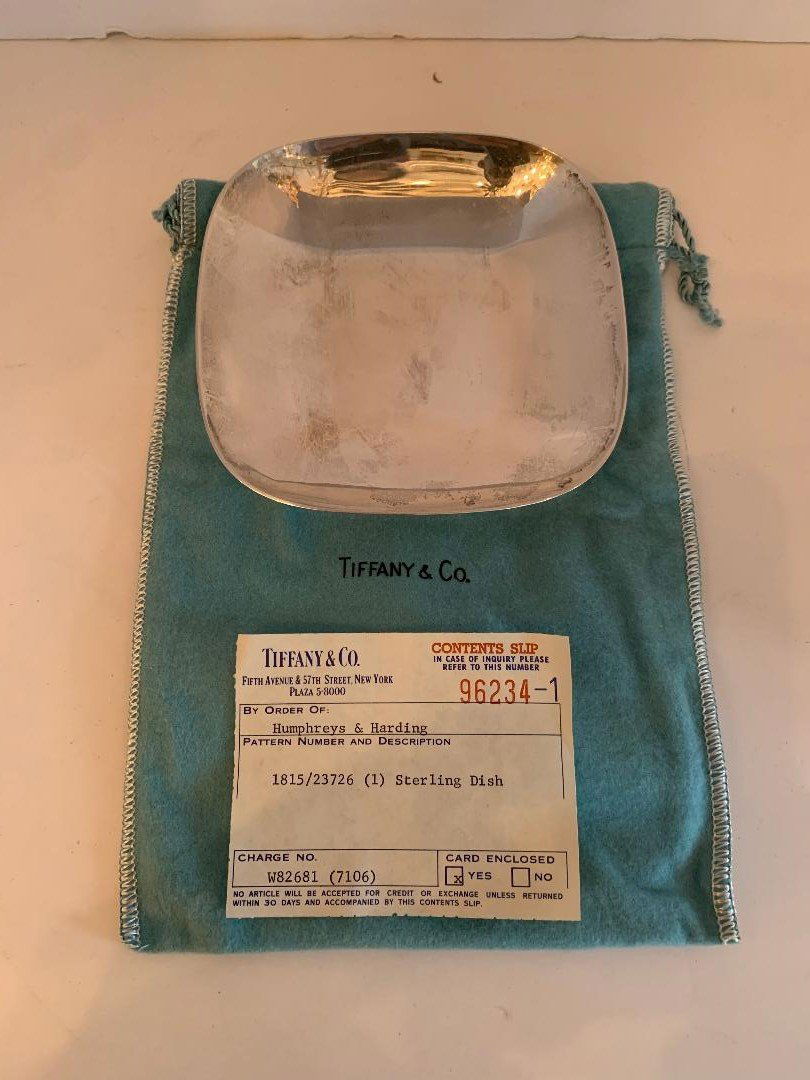 TIFFANY & CO.
TIFFANY & CO.
FIFTH AVENUE & 57TH STREET, NEW YORK
PLAZA 5-8000
CONTENTS SLIP
IN CASE OF INQUIRY PLEASE
REFER TO THIS NUMBER
96234-1
BY ORDER OF:
Humphreys & Harding
PATTERN NUMBER AND DESCRIPTION
1815/23726 (1) Sterling Dish
CHARGE NO.
W82681 (7106)
CARD ENCLOSED
x YES NO
NO ARTICLE WILL BE ACCEPTED FOR CREDIT OR EXCHANGE UNLESS RETURNED
WITHIN 30 DAYS AND ACCOMPANIED BY THIS CONTENTS SLIP.